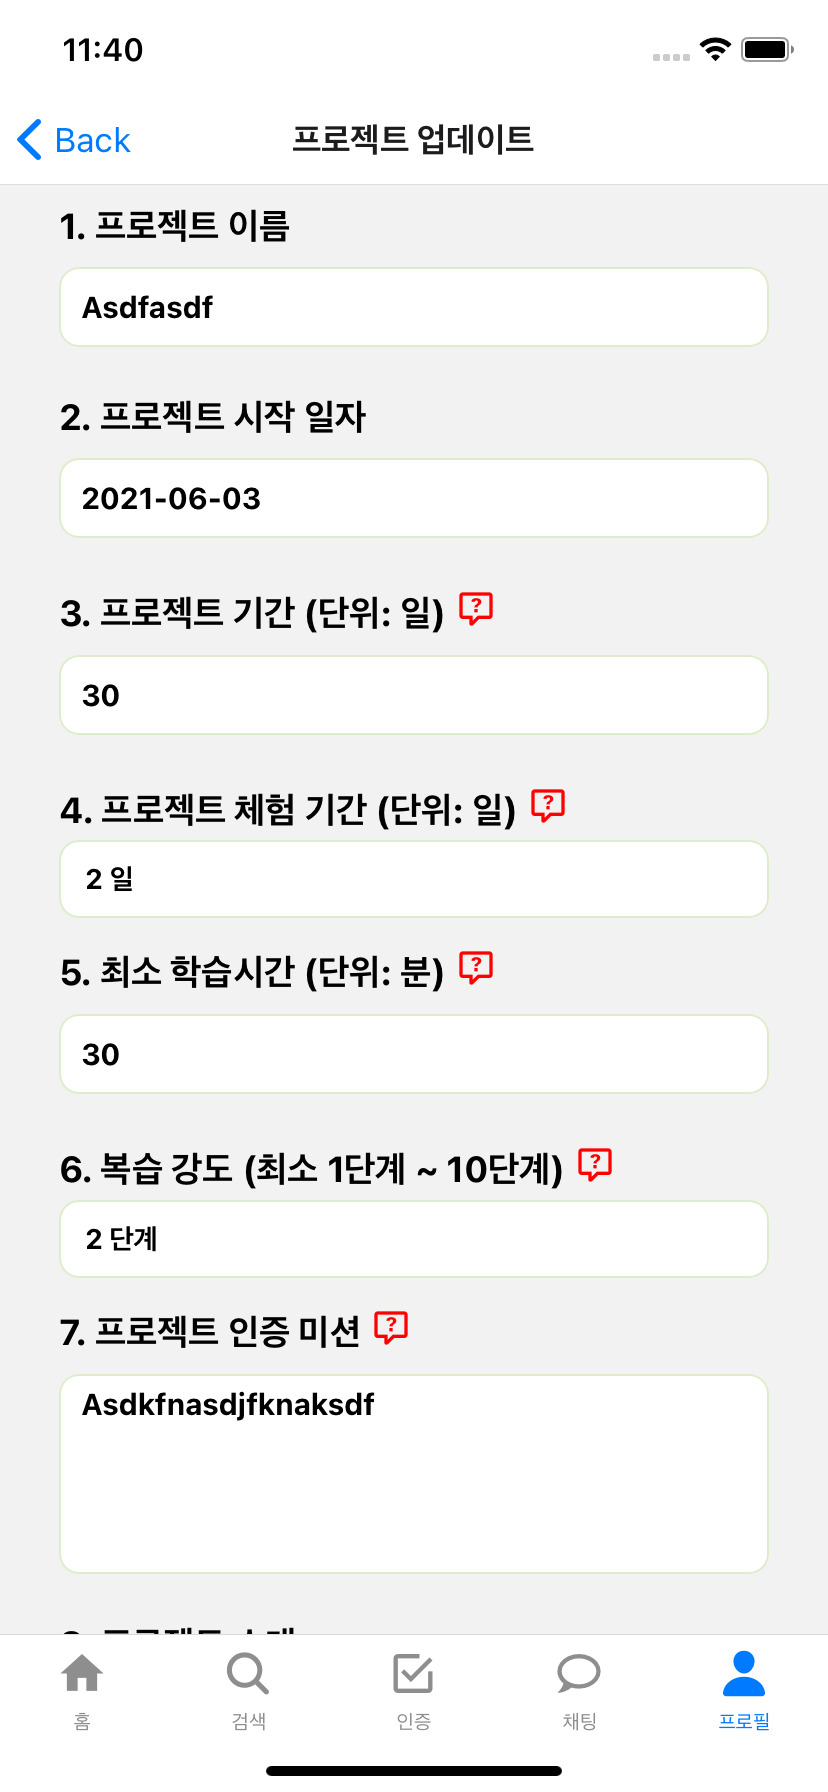 11:40
Back
프로젝트 업데이트
1. 프로젝트 이름
Asdfasdf
2. 프로젝트 시작 일자
2021-06-03
3. 프로젝트 기간 (단위: 일) ?
30
4. 프로젝트 체험 기간 (단위: 일) ?
2 일
5. 최소 학습시간 (단위: 분) ?
30
6. 복습 강도 (최소 1단계 ~ 10단계) ?
2 단계
7. 프로젝트 인증 미션 ?
Asdkfnasdjfknaksdf
홈
검색
인증
채팅
프로필